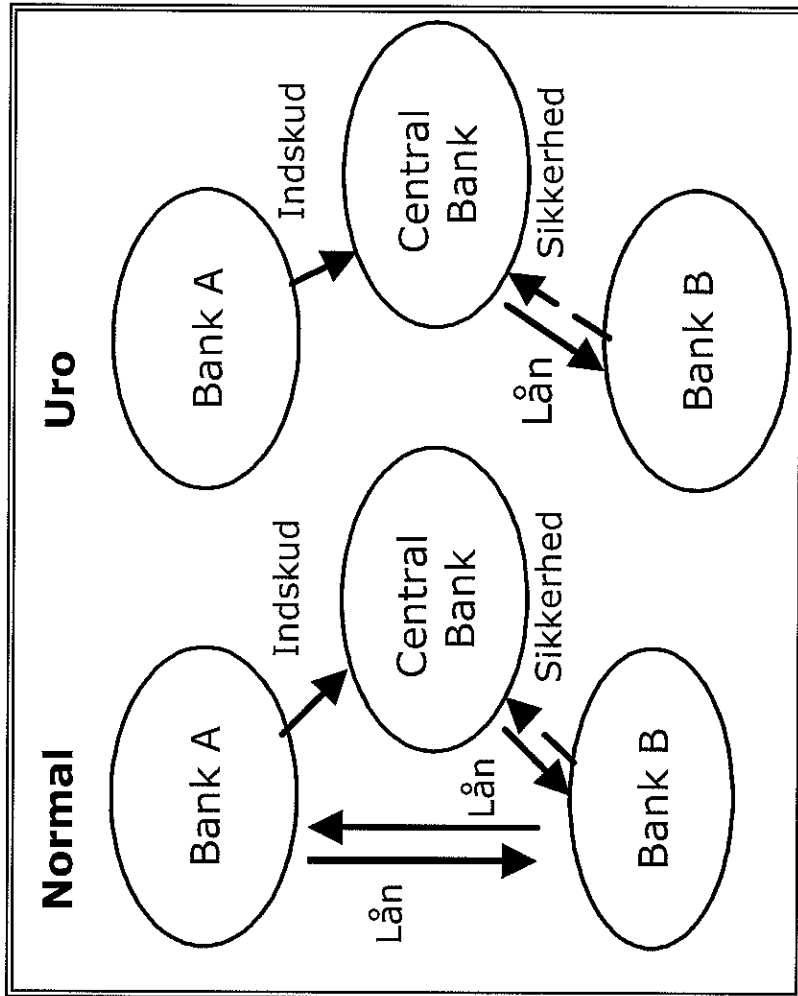 Normal
Bank A
Indskud
Lån
Central
Bank
Lån
Sikkerhed
Bank B
Uro
Bank A
Indskud
Central
Bank
Lån
Sikkerhed
Bank B